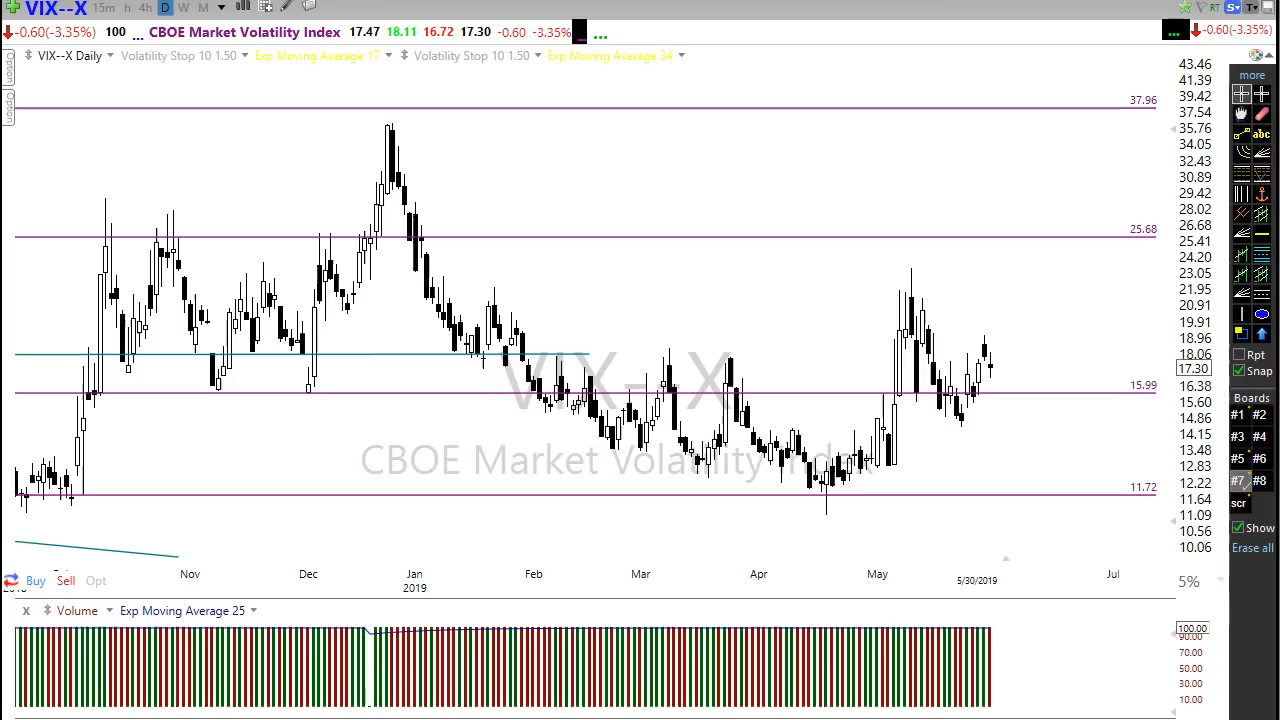 VIX--X 15m h 4h D W M RT S T
-0.60(-3.35%) 100 ... CBOE Market Volatility Index 17.47 18.11 16.72 17.30 -0.60 -3.35% ... ... -0.60(-3.35%)
Option
Option
VIX--X Daily Volatility Stop 10 1.50 Exp Moving Average 17 Volatility Stop 10 1.50 Exp Moving Average 34
43.46
41.39
39.42
37.54
35.76
34.05
32.43
30.89
29.42
28.02
26.68
25.41
24.20
23.05
21.95
20.91
19.91
18.96
18.06
17.30
16.38
15.60
14.86
14.15
13.48
12.83
12.22
11.64
11.09
10.56
10.06
37.96
25.68
15.99
11.72
VIX--X
CBOE Market Volatility Index
Nov Dec Jan Feb Mar Apr May 5/30/2019 Jul
2019
Buy Sell Opt
5%
x Volume Exp Moving Average 25
100.00
90.00
70.00
50.00
30.00
10.00
more
abc
Rpt
Snap
Boards
#1 #2
#3 #4
#5 #6
#7 #8
scr
Show
Erase all